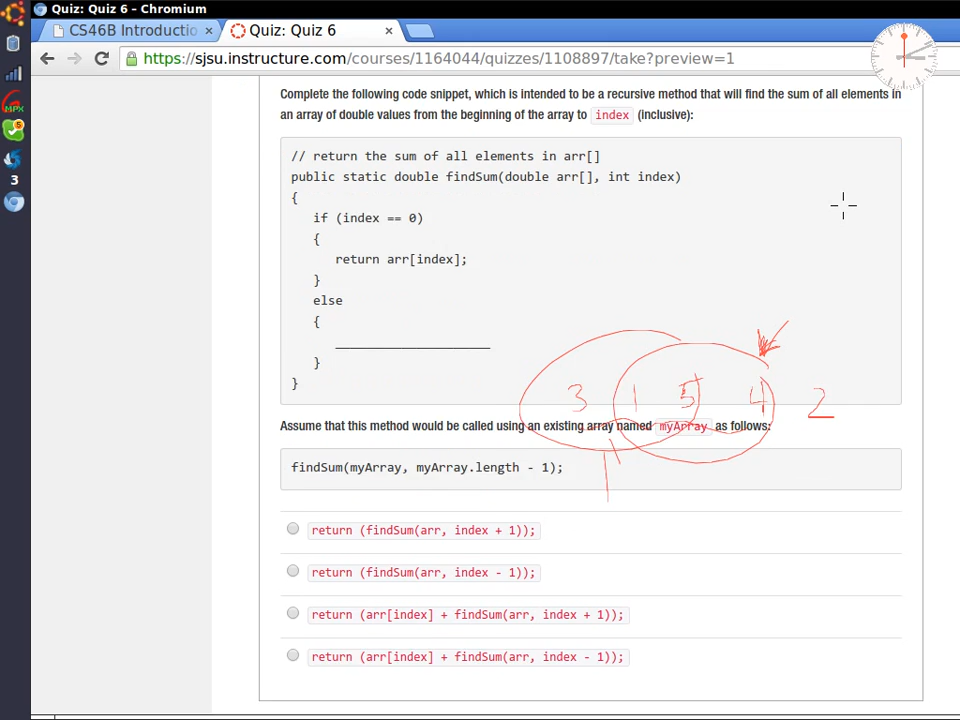 Quiz: Quiz 6 - Chromium
CS46B Introductio
Quiz: Quiz 6
https://sjsu.instructure.com/courses/1164044/quizzes/1108897/take?preview=1
MPX
5
3
Complete the following code snippet, which is intended to be a recursive method that will find the sum of all elements in
an array of double values from the beginning of the array to index (inclusive):
// return the sum of all elements in arr[]
public static double findSum(double arr[], int index)
{
if (index == 0)
{
return arr[index];
}
else
{
____________________
}
}
3 1 5 4 2
Assume that this method would be called using an existing array named myArray as follows:
findSum(myArray, myArray.length - 1);
return (findSum(arr, index + 1));
return (findSum(arr, index - 1));
return (arr[index] + findSum(arr, index + 1));
return (arr[index] + findSum(arr, index - 1));